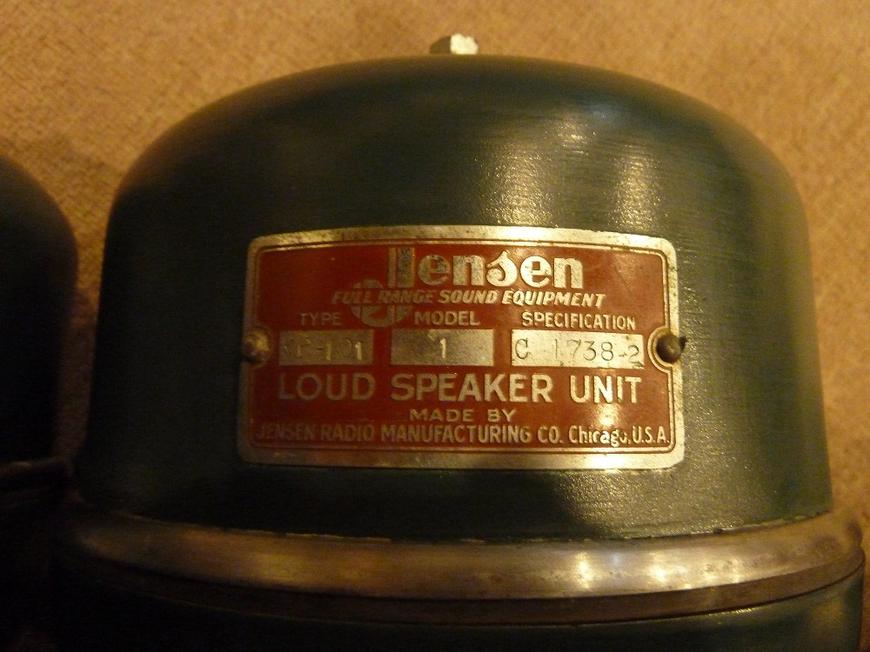 Jensen
FULL RANGE SOUND EQUIPMENT
TYPE MODEL SPECIFICATION
1 C 1738-2
LOUD SPEAKER UNIT
MADE BY
JENSEN RADIO MANUFACTURING CO. Chicago, U.S.A.